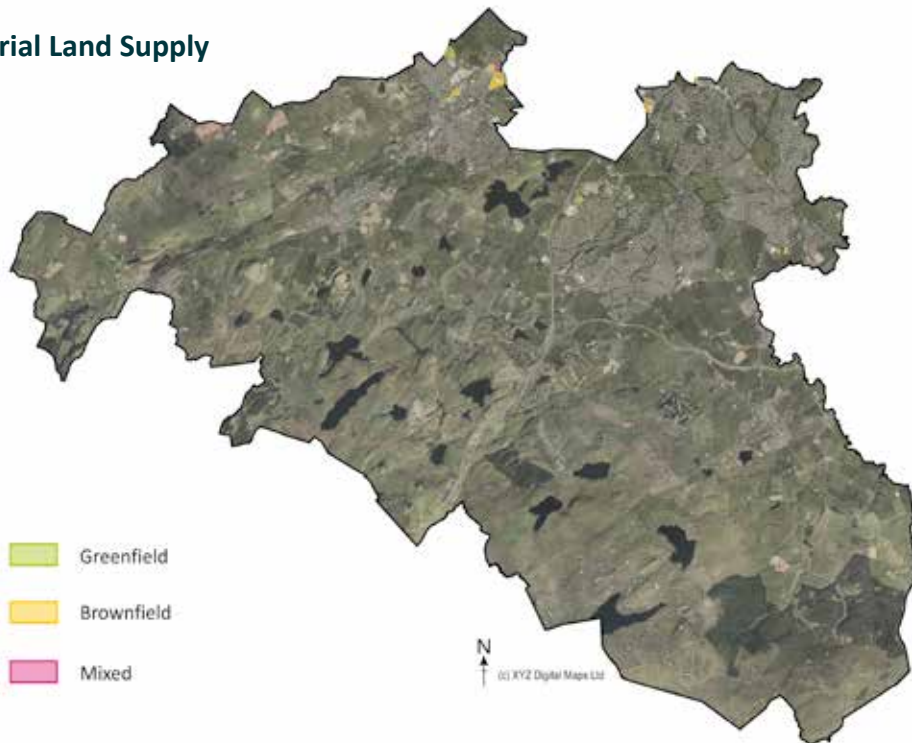 rial Land Supply
Greenfield
Brownfield
Mixed
N
(c) XYZ Digital Maps Ltd